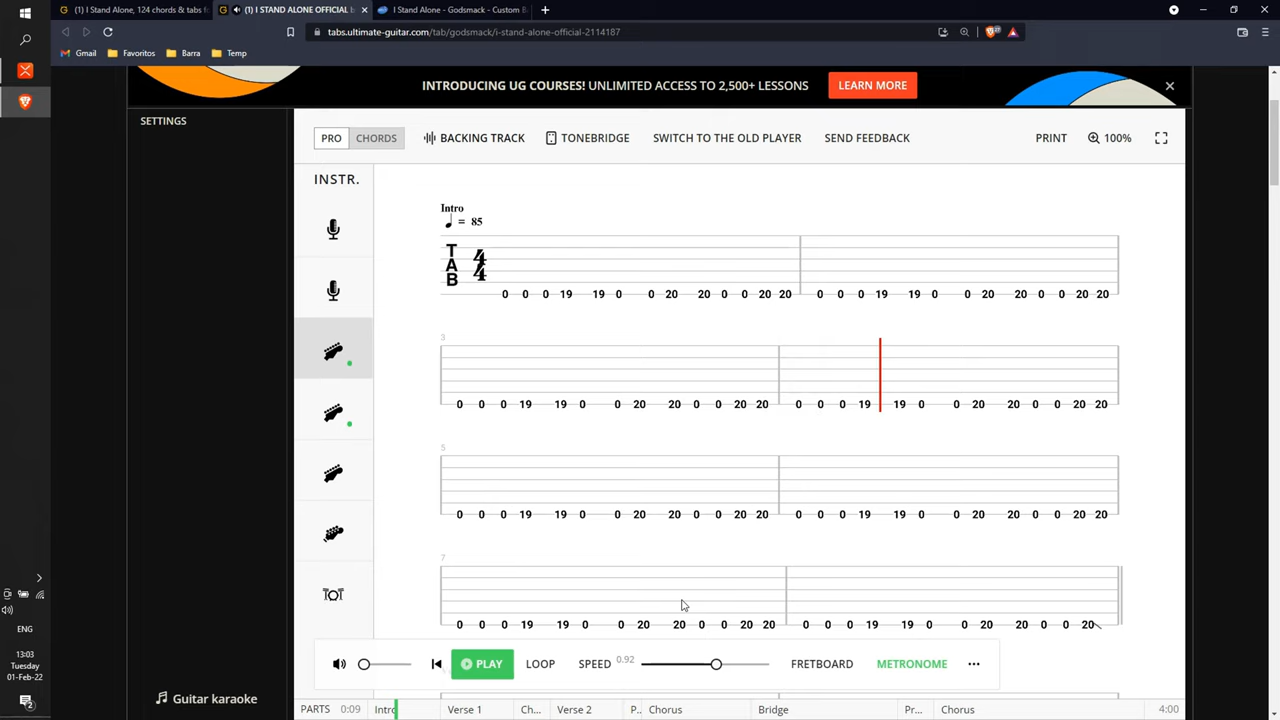 (1) I Stand Alone, 124 chords & tabs f
(1) I STAND ALONE OFFICIAL b
I Stand Alone - Godsmack - Custom B
tabs.ultimate-guitar.com/tab/godsmack/i-stand-alone-official-2114187
Gmail
Favoritos
Barra
Temp
INTRODUCING UG COURSES! UNLIMITED ACCESS TO 2,500+ LESSONS
LEARN MORE
SETTINGS
PRO
CHORDS
BACKING TRACK
TONEBRIDGE
SWITCH TO THE OLD PLAYER
SEND FEEDBACK
PRINT
100%
INSTR.
Intro
= 85
T
A
B
4
4
0 0 0 19 19 0 0 20 20 0 0 20 20 0 0 0 19 19 0 0 20 20 0 0 20 20
3
0 0 0 19 19 0 0 20 20 0 0 20 20 0 0 0 19 19 0 0 20 20 0 0 20 20
5
0 0 0 19 19 0 0 20 20 0 0 20 20 0 0 0 19 19 0 0 20 20 0 0 20 20
7
0 0 0 19 19 0 0 20 20 0 0 20 20 0 0 0 19 19 0 0 20 20 0 0 20
PLAY
LOOP
SPEED 0.92
FRETBOARD
METRONOME
Guitar karaoke
PARTS 0:09 Intro Verse 1 Ch... Verse 2 P.. Chorus Bridge Pr... Chorus 4:00
ENG
13:03
Tuesday
01-Feb-22
2